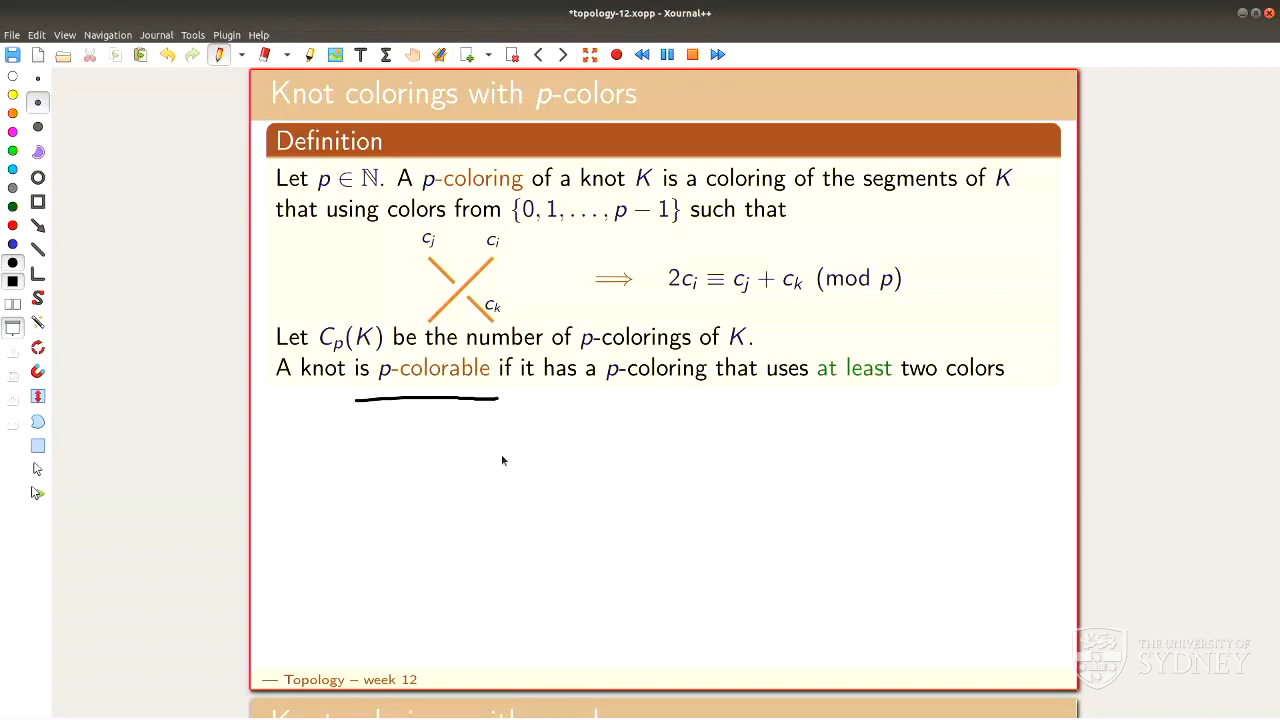 *topology-12.xopp - Xournal++
File Edit View Navigation Journal Tools Plugin Help
Knot colorings with p-colors
Definition
Let p ∈ ℕ. A p-coloring of a knot K is a coloring of the segments of K
that using colors from {0, 1, . . . , p − 1} such that
c_j c_i
⟹ 2c_i ≡ c_j + c_k (mod p)
c_k
Let C_p(K) be the number of p-colorings of K.
A knot is p-colorable if it has a p-coloring that uses at least two colors
THE UNIVERSITY OF
SYDNEY
— Topology – week 12